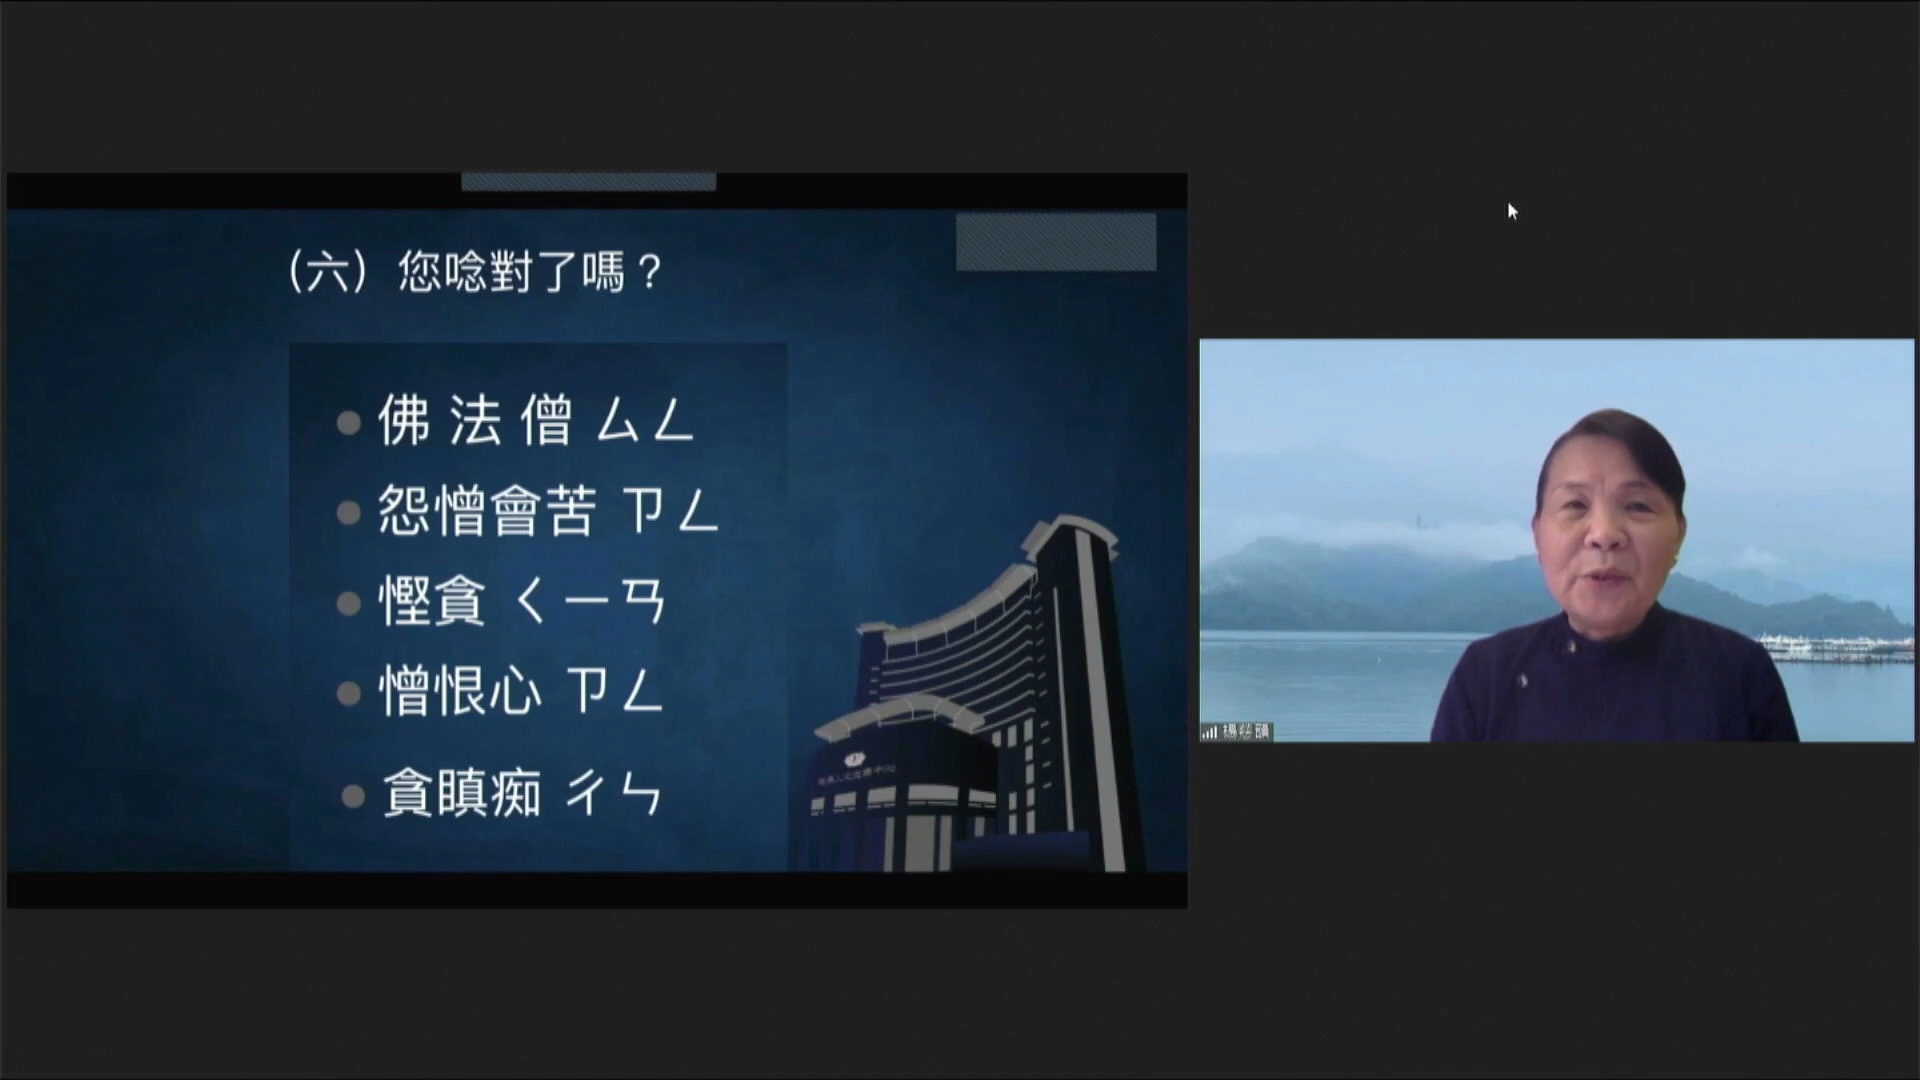 （六）您唸對了嗎？
佛 法 僧 ㄙㄥ
怨憎會苦 ㄗㄥ
慳貪 ㄑㄧㄢ
憎恨心 ㄗㄥ
貪瞋痴 ㄔㄣ